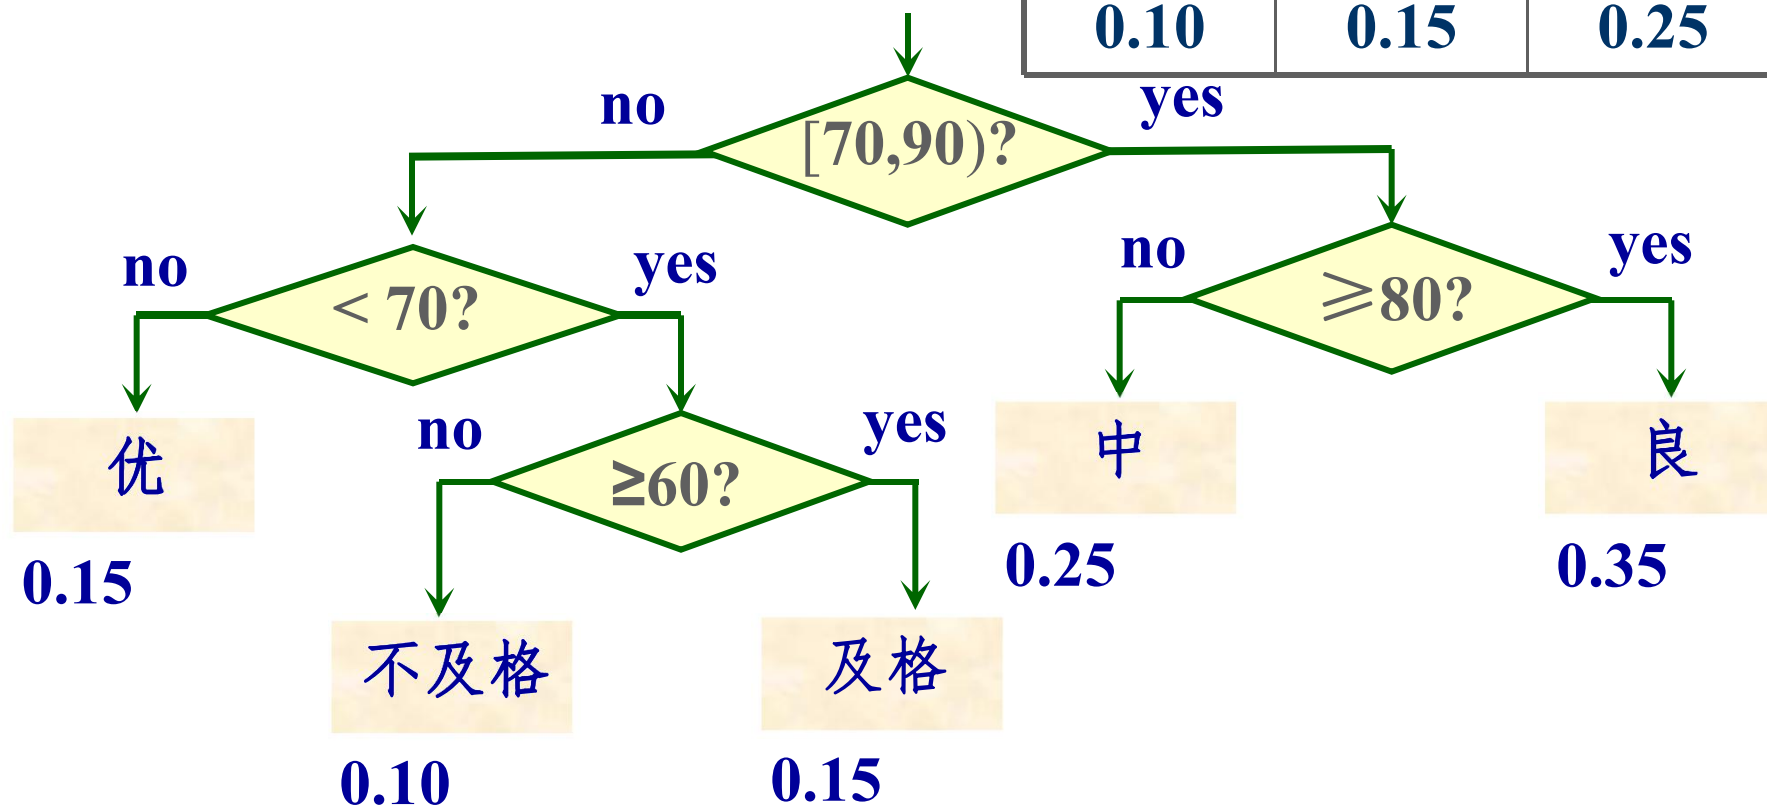 0.10 0.15 0.25
no yes
[70,90)?
no yes no yes
< 70? ≥80?
no yes
优 ≥60? 中 良
0.15 0.25 0.35
不及格 及格
0.10 0.15